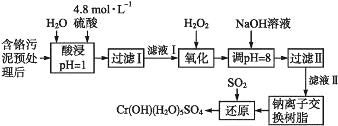 4.8 mol·L⁻¹
H₂O 硫酸
H₂O₂
NaOH溶液
含铬污泥预处理后
酸浸
pH=1
过滤Ⅰ
滤液Ⅰ
氧化
调pH=8
过滤Ⅱ
滤液Ⅱ
SO₂
钠离子交换树脂
还原
Cr(OH)(H₂O)₅SO₄